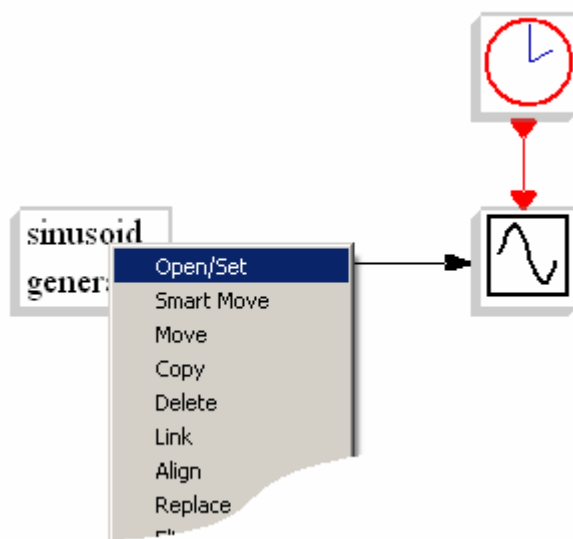 sinusoid
Open/Set
Smart Move
Move
Copy
Delete
Link
Align
Replace